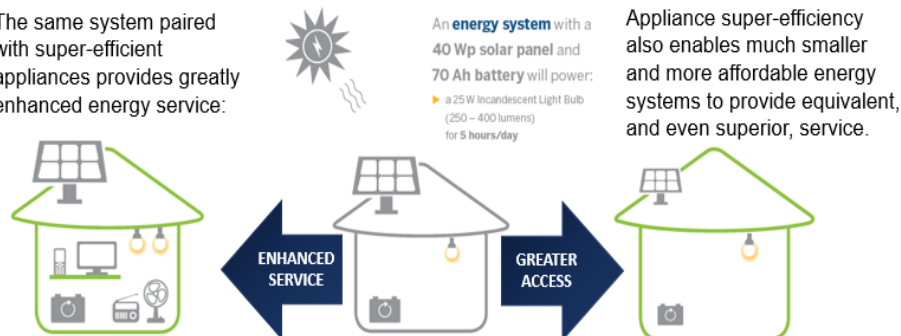 The same system paired
with super-efficient
appliances provides greatly
enhanced energy service:
An energy system with a
40 Wp solar panel and
70 Ah battery will power:
a 25 W Incandescent Light Bulb
(250 – 400 lumens)
for 5 hours/day
Appliance super-efficiency
also enables much smaller
and more affordable energy
systems to provide equivalent,
and even superior, service.
ENHANCED
SERVICE
GREATER
ACCESS